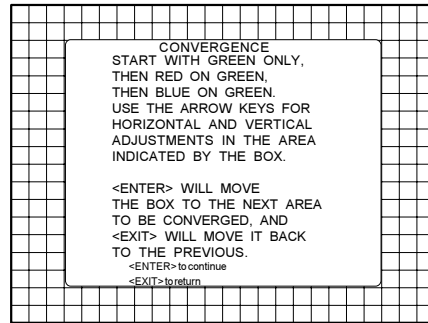 CONVERGENCE
START WITH GREEN ONLY,
THEN RED ON GREEN,
THEN BLUE ON GREEN.
USE THE ARROW KEYS FOR
HORIZONTAL AND VERTICAL
ADJUSTMENTS IN THE AREA
INDICATED BY THE BOX.
<ENTER> WILL MOVE
THE BOX TO THE NEXT AREA
TO BE CONVERGED, AND
<EXIT> WILL MOVE IT BACK
TO THE PREVIOUS.
<ENTER> to continue
<EXIT> to return